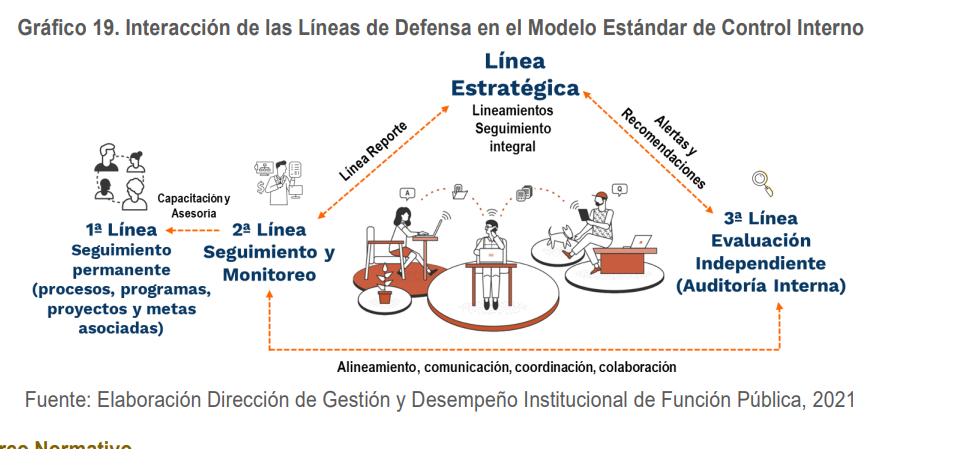 Gráfico 19. Interacción de las Líneas de Defensa en el Modelo Estándar de Control Interno
Línea
Estratégica
Lineamientos
Seguimiento
integral
Línea Reporte
Alertas y
Recomendaciones
Capacitación y
Asesoria
1ª Línea
Seguimiento
permanente
(procesos, programas,
proyectos y metas
asociadas)
2ª Línea
Seguimiento y
Monitoreo
A
Q
3ª Línea
Evaluación
Independiente
(Auditoría Interna)
Alineamiento, comunicación, coordinación, colaboración
Fuente: Elaboración Dirección de Gestión y Desempeño Institucional de Función Pública, 2021
Normativo